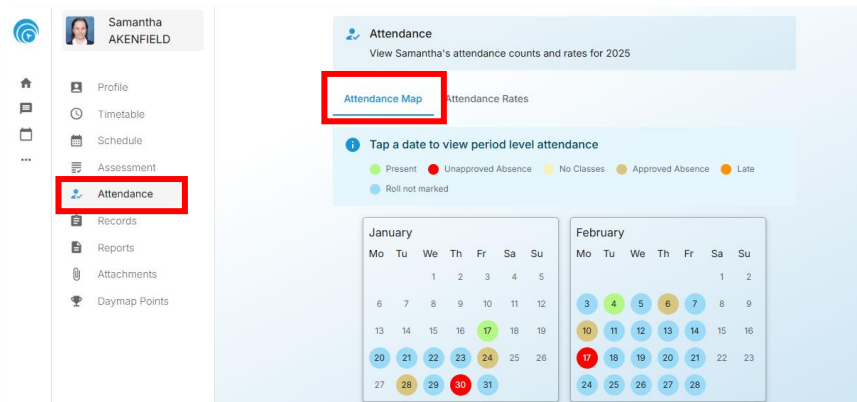 Samantha
AKENFIELD
Profile
Timetable
Schedule
Assessment
Attendance
Records
Reports
Attachments
Daymap Points
Attendance
View Samantha's attendance counts and rates for 2025
Attendance Map Attendance Rates
Tap a date to view period level attendance
Present Unapproved Absence No Classes Approved Absence Late
Roll not marked
January
Mo Tu We Th Fr Sa Su
1 2 3 4 5
6 7 8 9 10 11 12
13 14 15 16 17 18 19
20 21 22 23 24 25 26
27 28 29 30 31
February
Mo Tu We Th Fr Sa Su
1 2
3 4 5 6 7 8 9
10 11 12 13 14 15 16
17 18 19 20 21 22 23
24 25 26 27 28